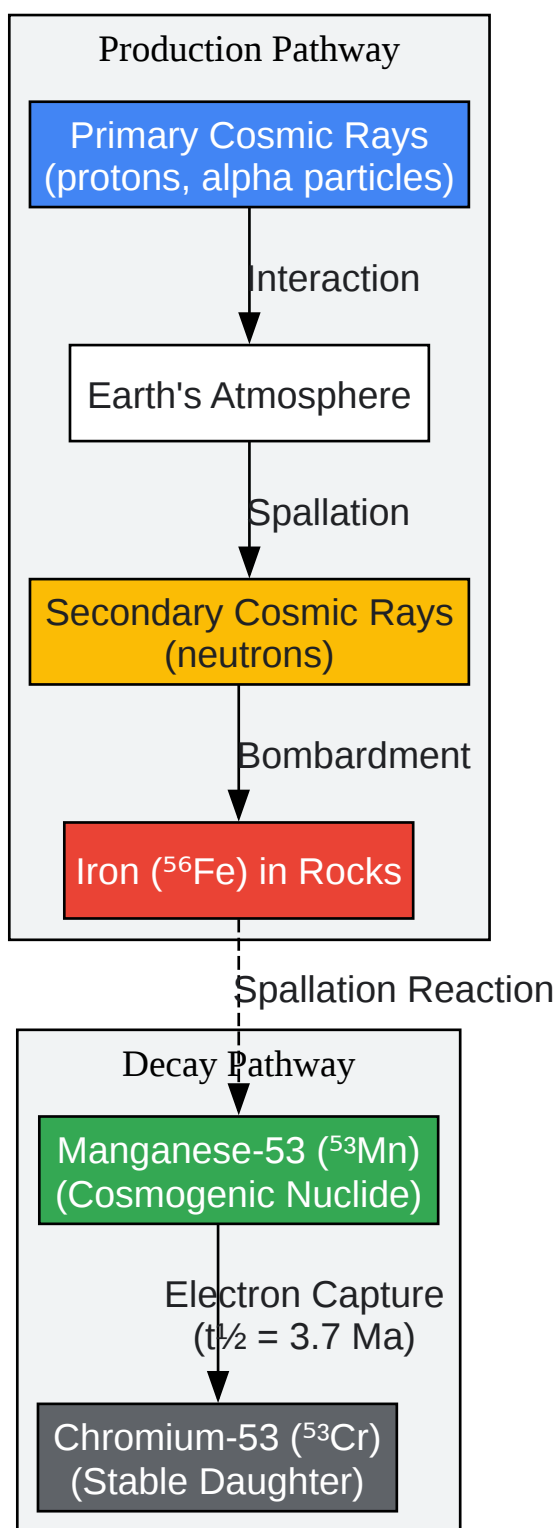 Production Pathway
Primary Cosmic Rays
(protons, alpha particles)
Interaction
Earth's Atmosphere
Spallation
Secondary Cosmic Rays
(neutrons)
Bombardment
Iron (⁵⁶Fe) in Rocks
Spallation Reaction
Decay Pathway
Manganese-53 (⁵³Mn)
(Cosmogenic Nuclide)
Electron Capture
(t½ = 3.7 Ma)
Chromium-53 (⁵³Cr)
(Stable Daughter)